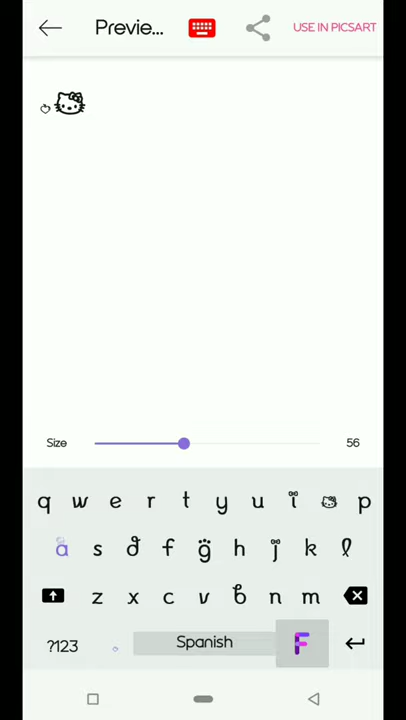 Previe...
USE IN PICSART
Size 56
q w e r t y u i p
a s d f g h j k l
z x c v b n m
?123 Spanish F